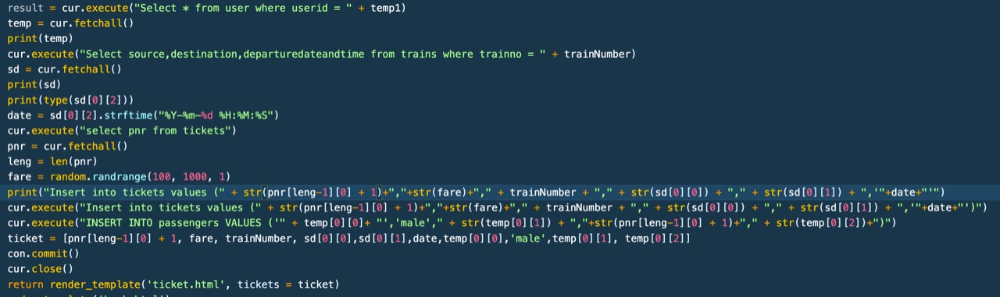 result = cur.execute("Select * from user where userid = " + temp1)
temp = cur.fetchall()
print(temp)
cur.execute("Select source,destination,departuredateandtime from trains where trainno = " + trainNumber)
sd = cur.fetchall()
print(sd)
print(type(sd[0][2]))
date = sd[0][2].strftime("%Y-%m-%d %H:%M:%S")
cur.execute("select pnr from tickets")
pnr = cur.fetchall()
leng = len(pnr)
fare = random.randrange(100, 1000, 1)
print("Insert into tickets values (" + str(pnr[leng-1][0] + 1)+","+str(fare)+"," + trainNumber + "," + str(sd[0][0]) + "," + str(sd[0][1]) + ",'"+date+"'")
cur.execute("Insert into tickets values (" + str(pnr[leng-1][0] + 1)+","+str(fare)+"," + trainNumber + "," + str(sd[0][0]) + "," + str(sd[0][1]) + ",'"+date+"')")
cur.execute("INSERT INTO passengers VALUES ('" + temp[0][0]+ "','male'," + str(temp[0][1]) + ","+str(pnr[leng-1][0] + 1)+"," + str(temp[0][2])+")")
ticket = [pnr[leng-1][0] + 1, fare, trainNumber, sd[0][0],sd[0][1],date,temp[0][0],'male',temp[0][1], temp[0][2]]
con.commit()
cur.close()
return render_template('ticket.html', tickets = ticket)